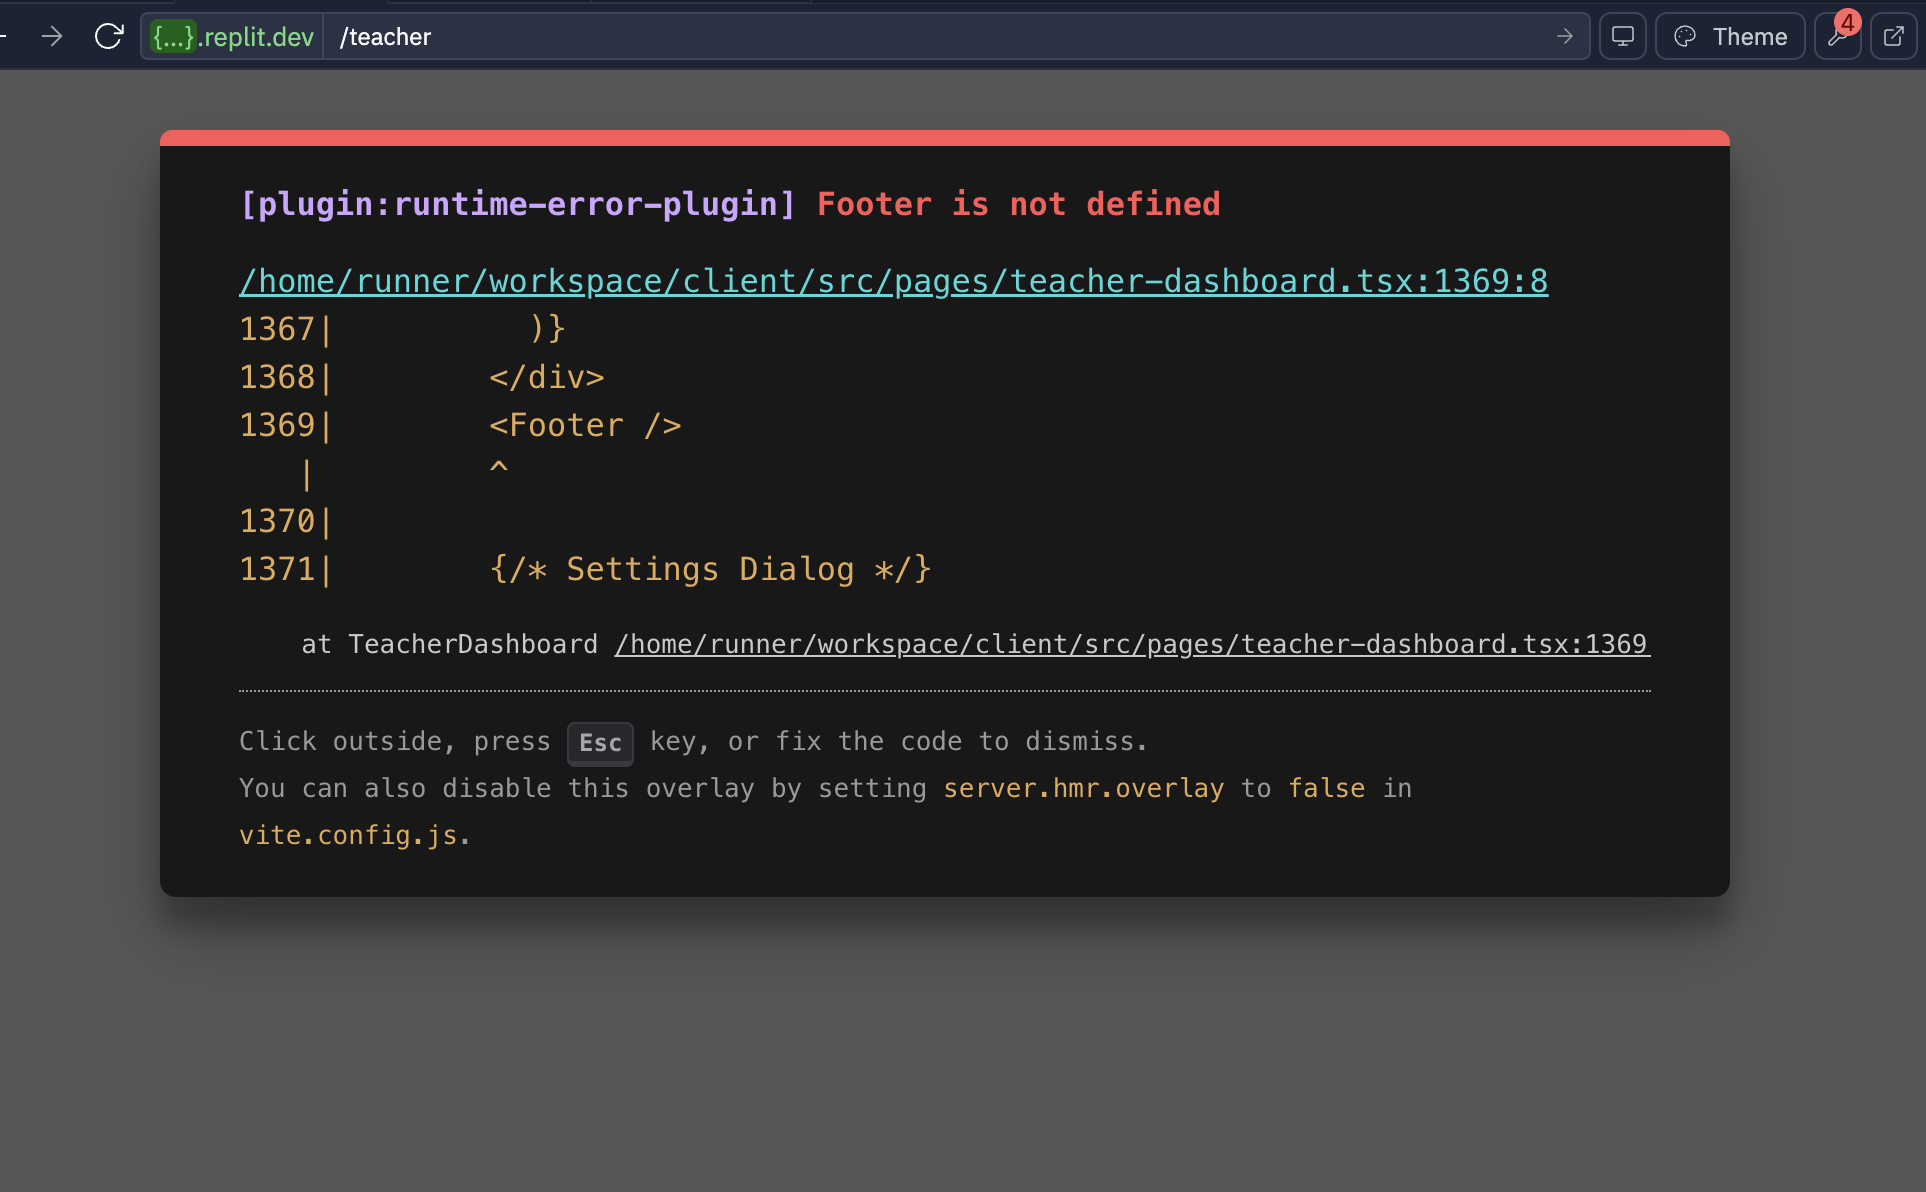 {...}.replit.dev /teacher → Theme 4
[plugin:runtime-error-plugin] Footer is not defined
/home/runner/workspace/client/src/pages/teacher-dashboard.tsx:1369:8
1367|          )}
1368|        </div>
1369|        <Footer />
   |        ^
1370|
1371|        {/* Settings Dialog */}
at TeacherDashboard /home/runner/workspace/client/src/pages/teacher-dashboard.tsx:1369
Click outside, press Esc key, or fix the code to dismiss.
You can also disable this overlay by setting server.hmr.overlay to false in
vite.config.js.